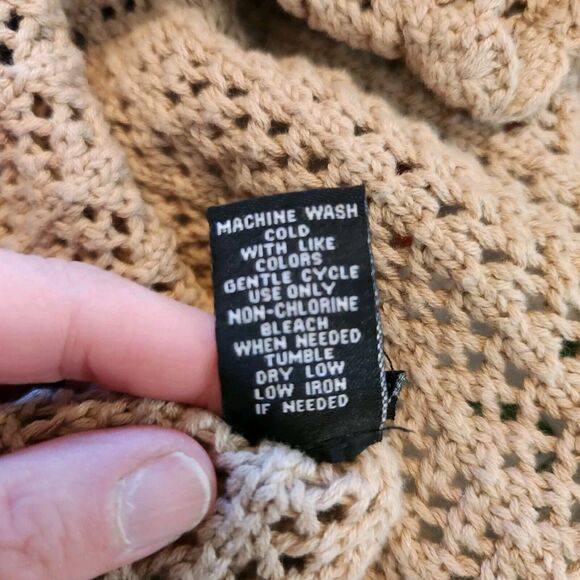 MACHINE WASH
COLD
WITH LIKE
COLORS
GENTLE CYCLE
USE ONLY
NON-CHLORINE
BLEACH
WHEN NEEDED
TUMBLE
DRY LOW
LOW IRON
IF NEEDED